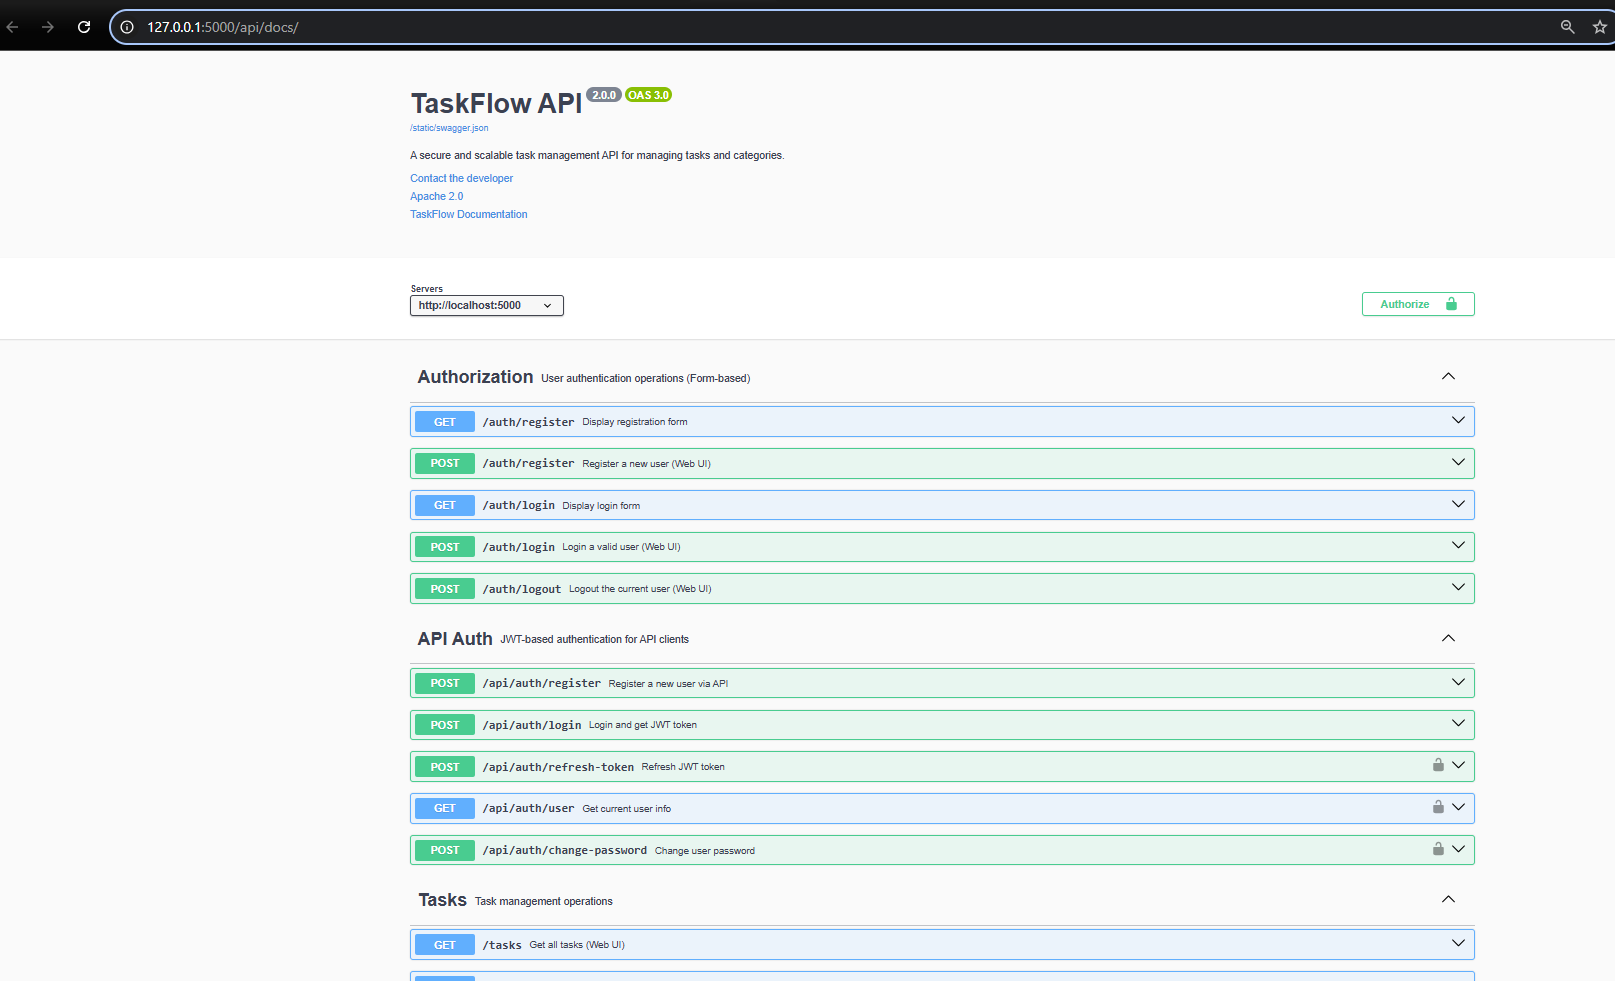 127.0.0.1:5000/api/docs/
TaskFlow API 2.0.0 OAS 3.0
/static/swagger.json
A secure and scalable task management API for managing tasks and categories.
Contact the developer
Apache 2.0
TaskFlow Documentation
Servers
http://localhost:5000
Authorize
Authorization User authentication operations (Form-based)
GET /auth/register Display registration form
POST /auth/register Register a new user (Web UI)
GET /auth/login Display login form
POST /auth/login Login a valid user (Web UI)
POST /auth/logout Logout the current user (Web UI)
API Auth JWT-based authentication for API clients
POST /api/auth/register Register a new user via API
POST /api/auth/login Login and get JWT token
POST /api/auth/refresh-token Refresh JWT token
GET /api/auth/user Get current user info
POST /api/auth/change-password Change user password
Tasks Task management operations
GET /tasks Get all tasks (Web UI)